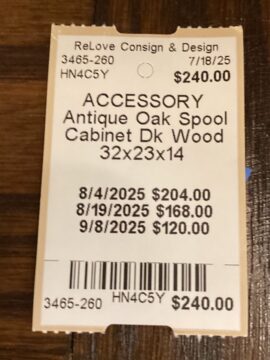 ReLove Consign & Design
3465-260 7/18/25
HN4C5Y $240.00
ACCESSORY
Antique Oak Spool
Cabinet Dk Wood
32x23x14
8/4/2025 $204.00
8/19/2025 $168.00
9/8/2025 $120.00
3465-260 HN4C5Y $240.00